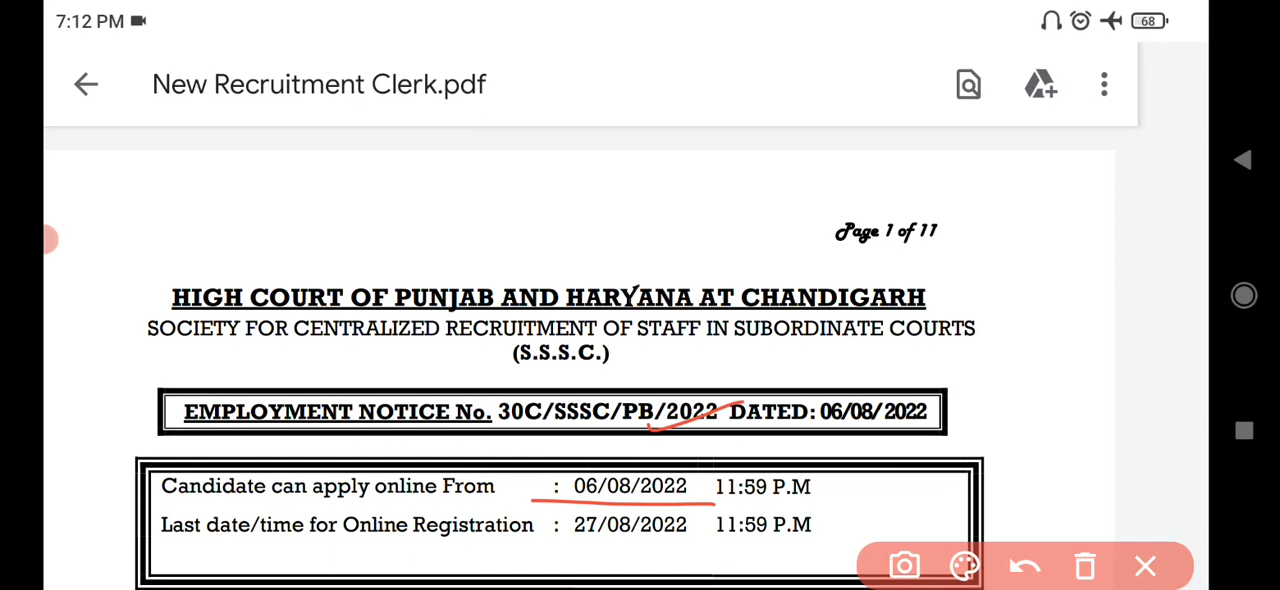 7:12 PM
68
New Recruitment Clerk.pdf
Page 1 of 11
HIGH COURT OF PUNJAB AND HARYANA AT CHANDIGARH
SOCIETY FOR CENTRALIZED RECRUITMENT OF STAFF IN SUBORDINATE COURTS
(S.S.S.C.)
EMPLOYMENT NOTICE No. 30C/SSSC/PB/2022 DATED: 06/08/2022
Candidate can apply online From : 06/08/2022 11:59 P.M
Last date/time for Online Registration : 27/08/2022 11:59 P.M